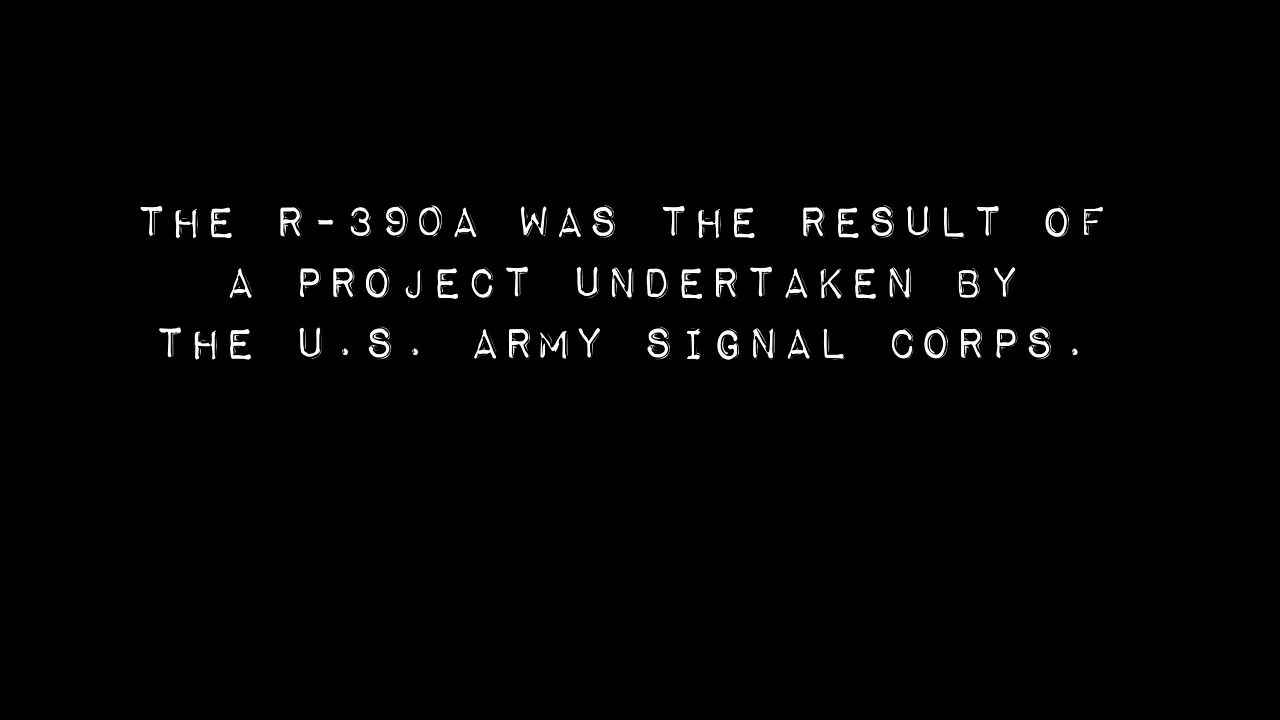 THE R-390A WAS THE RESULT OF
A PROJECT UNDERTAKEN BY
THE U.S. ARMY SIGNAL CORPS.